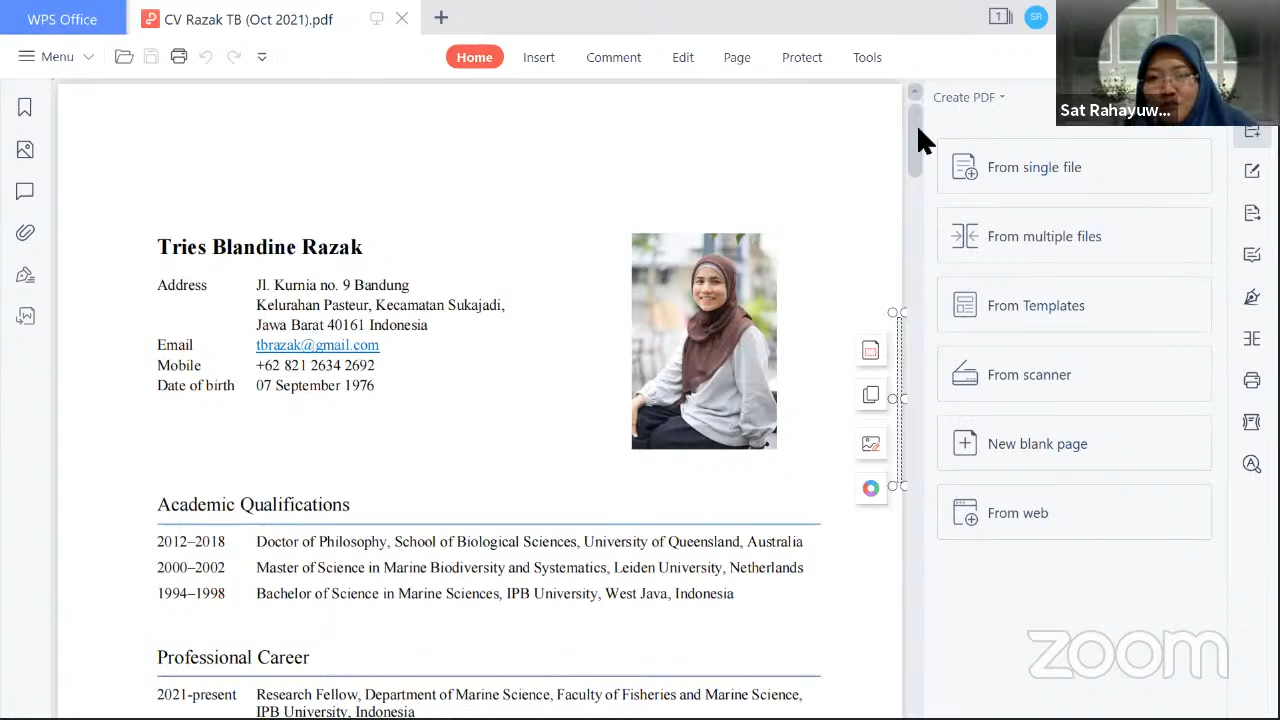 WPS Office
CV Razak TB (Oct 2021).pdf
1
SR
Menu
Home
Insert
Comment
Edit
Page
Protect
Tools
Sat Rahayuw...
Create PDF
From single file
From multiple files
From Templates
From scanner
New blank page
From web
Tries Blandine Razak
Address Jl. Kurnia no. 9 Bandung
Kelurahan Pasteur, Kecamatan Sukajadi,
Jawa Barat 40161 Indonesia
Email tbrazak@gmail.com
Mobile +62 821 2634 2692
Date of birth 07 September 1976
Academic Qualifications
2012–2018 Doctor of Philosophy, School of Biological Sciences, University of Queensland, Australia
2000–2002 Master of Science in Marine Biodiversity and Systematics, Leiden University, Netherlands
1994–1998 Bachelor of Science in Marine Sciences, IPB University, West Java, Indonesia
Professional Career
2021-present Research Fellow, Department of Marine Science, Faculty of Fisheries and Marine Science,
IPB University, Indonesia
zoom